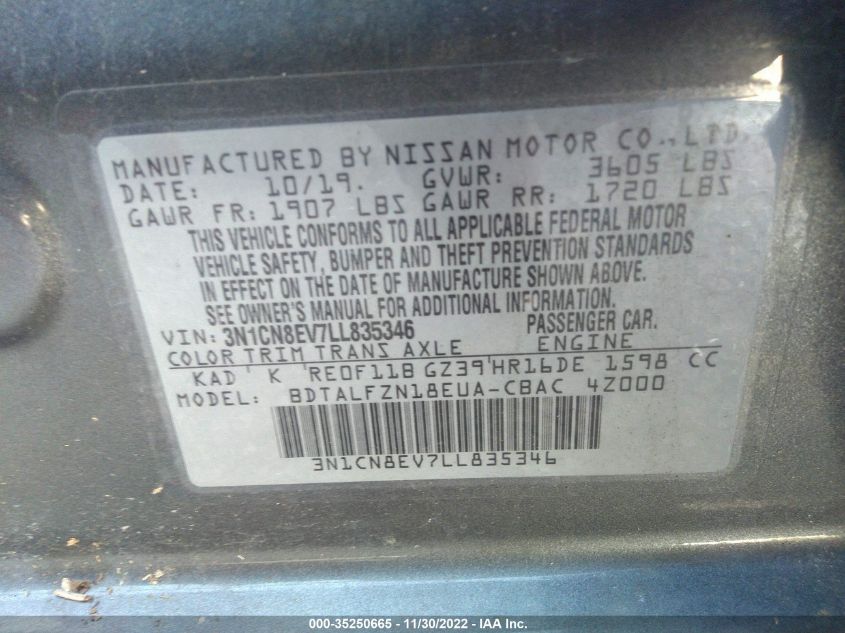 MANUFACTURED BY NISSAN MOTOR CO., LTD.
DATE: 10/19. GVWR: 3605 LBS
GAWR FR: 1907 LBS GAWR RR: 1720 LBS
THIS VEHICLE CONFORMS TO ALL APPLICABLE FEDERAL MOTOR
VEHICLE SAFETY, BUMPER AND THEFT PREVENTION STANDARDS
IN EFFECT ON THE DATE OF MANUFACTURE SHOWN ABOVE.
SEE OWNER'S MANUAL FOR ADDITIONAL INFORMATION.
VIN: 3N1CN8EV7LL835346 PASSENGER CAR.
COLOR TRIM TRANS AXLE ENGINE
KAD ' K ' RE0F11B GZ39'HR16DE 1598 CC
MODEL: BDTALFZN18EUA-CBAC 4Z000
3N1CN8EV7LL835346
000-35250665 - 11/30/2022 - IAA Inc.